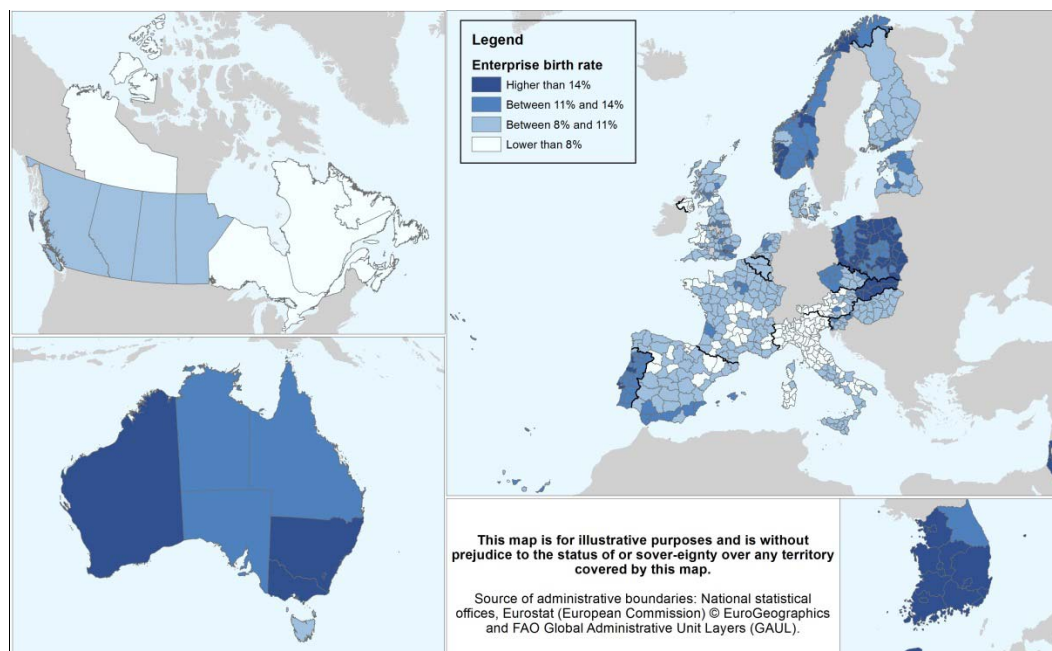 Legend
Enterprise birth rate
Higher than 14%
Between 11% and 14%
Between 8% and 11%
Lower than 8%
This map is for illustrative purposes and is without
prejudice to the status of or sover-eignty over any territory
covered by this map.
Source of administrative boundaries: National statistical
offices, Eurostat (European Commission) © EuroGeographics
and FAO Global Administrative Unit Layers (GAUL).